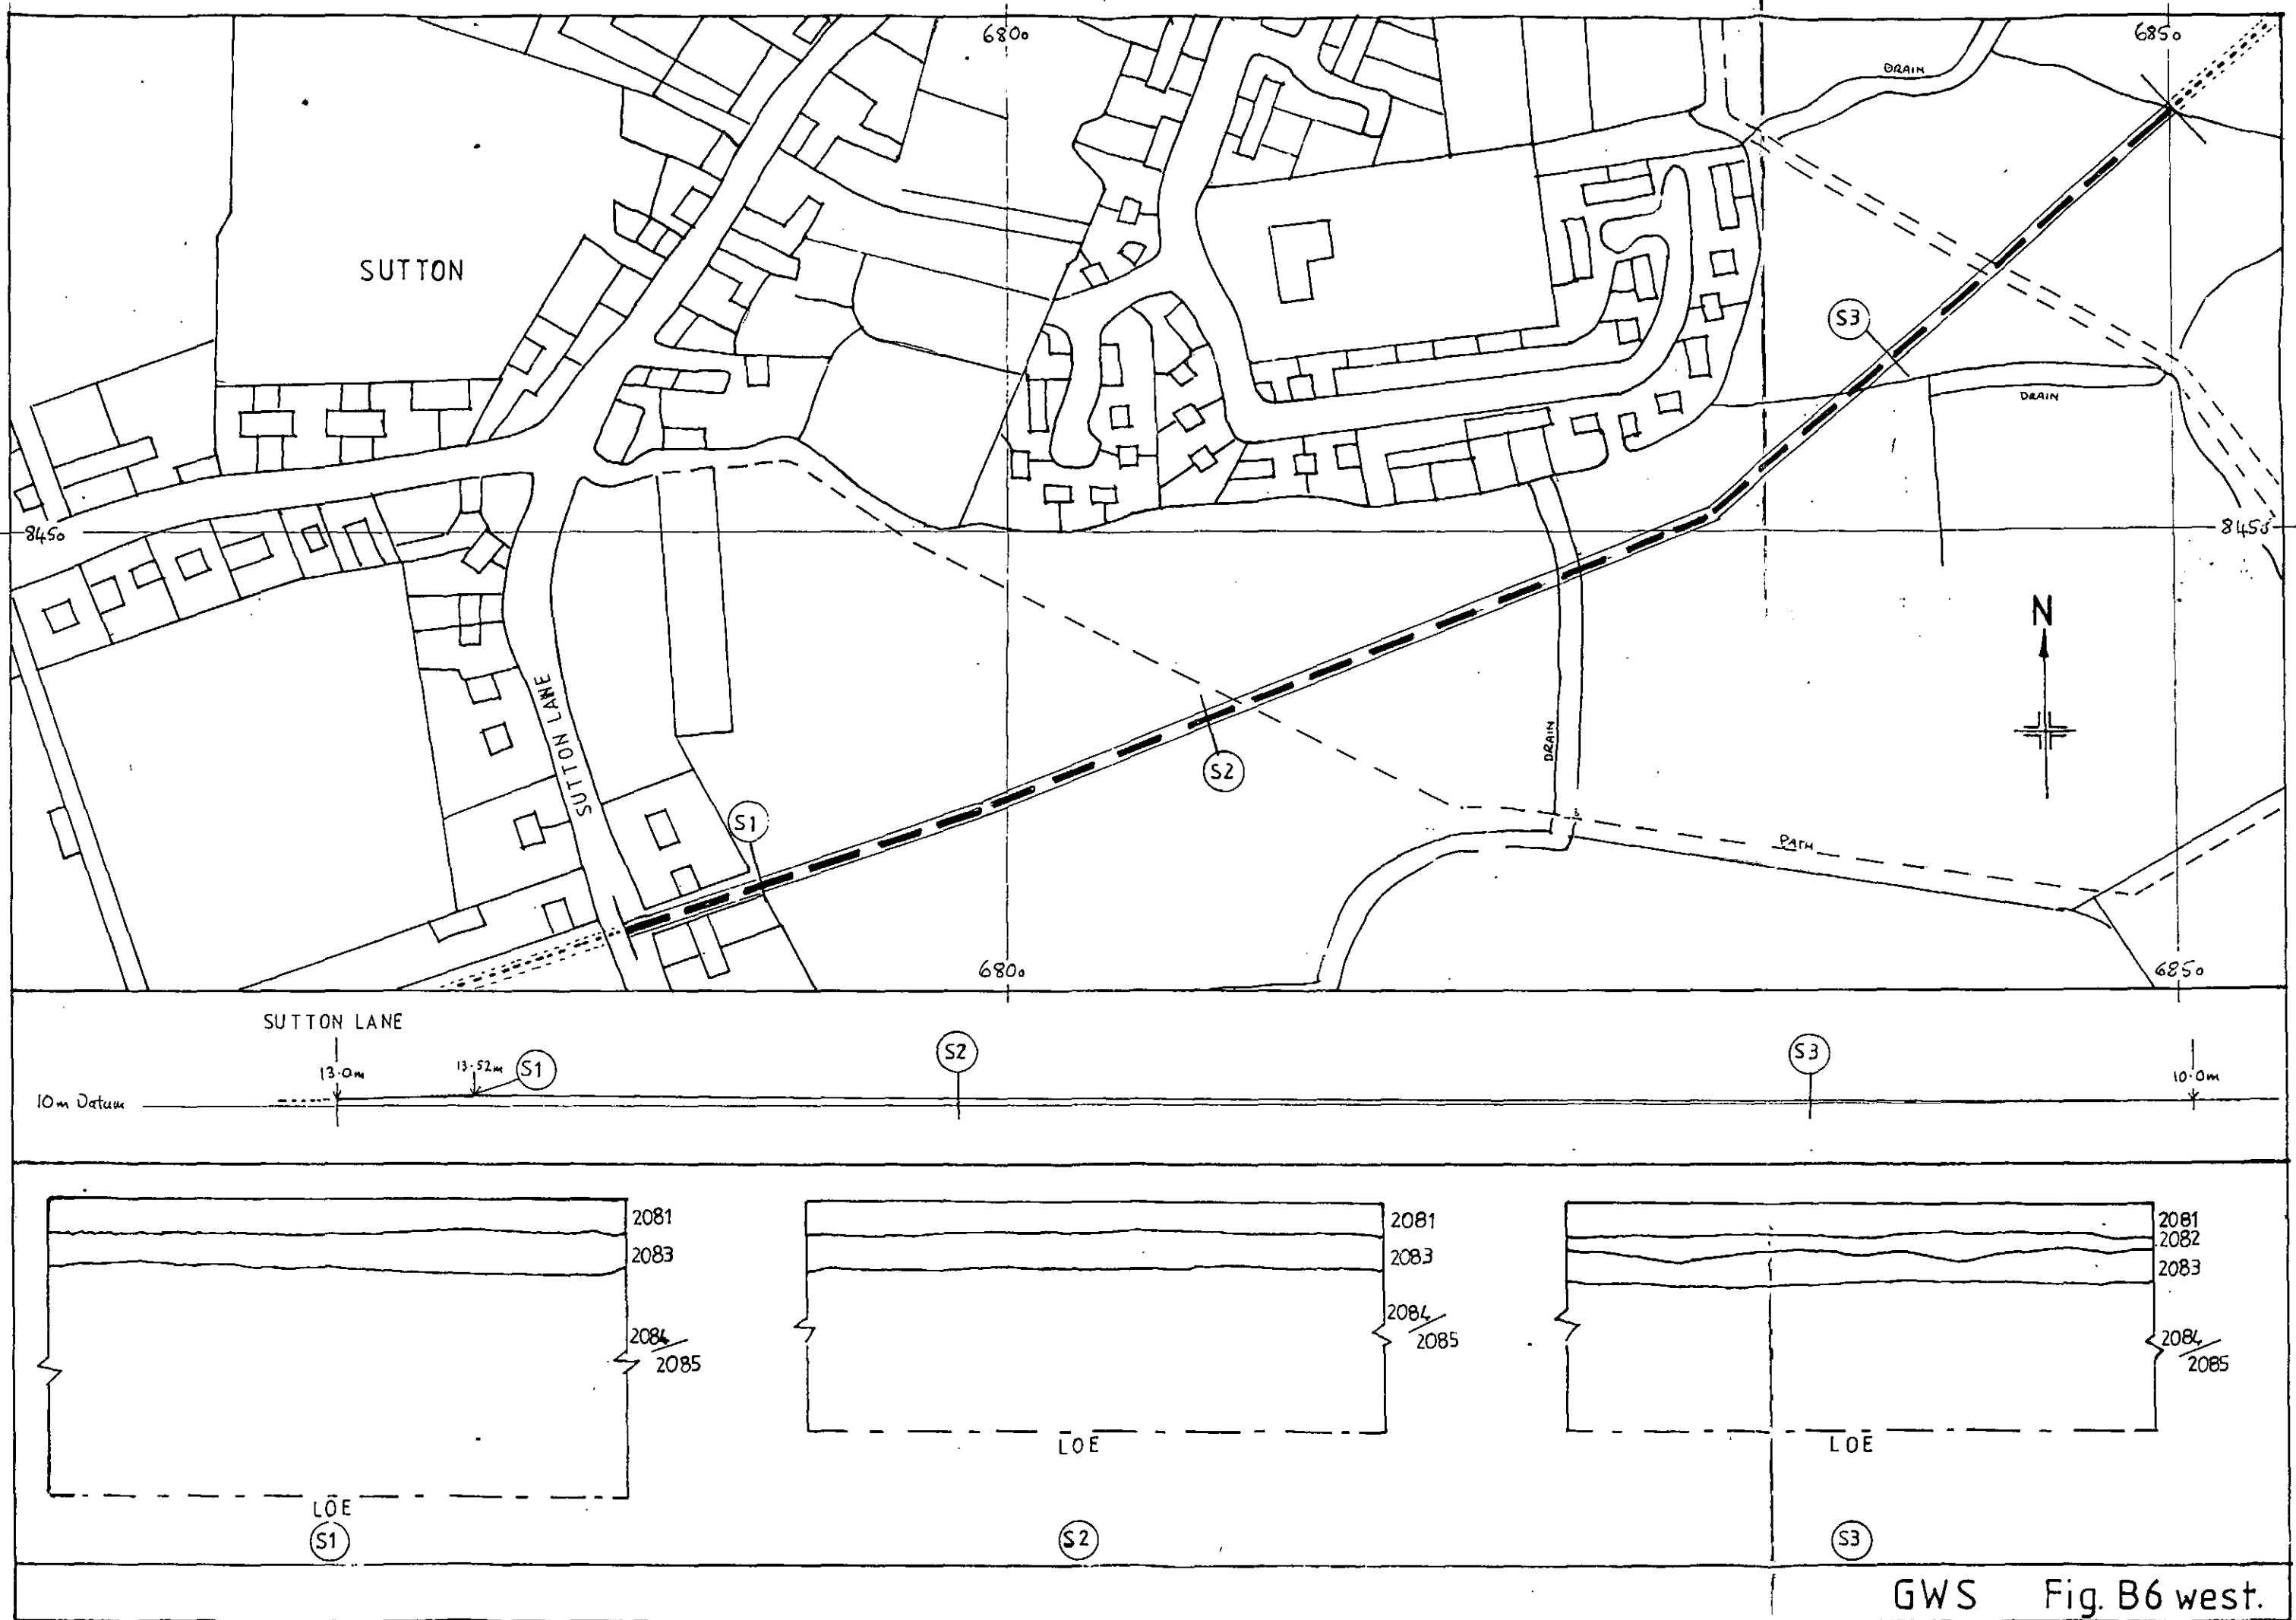 6800
6850
DRAIN
SUTTON
S3
DRAIN
8450
8450
N
SUTTON LANE
DRAIN
S2
S1
PATH
6800
6850
SUTTON LANE
S2
S3
13.0m
13.52m
S1
10.0m
10m Datum
2081
2083
2084/2085
LOE
S1
2081
2083
2084/2085
LOE
S2
2081
2082
2083
2084/2085
LOE
S3
GWS Fig. B6 west.